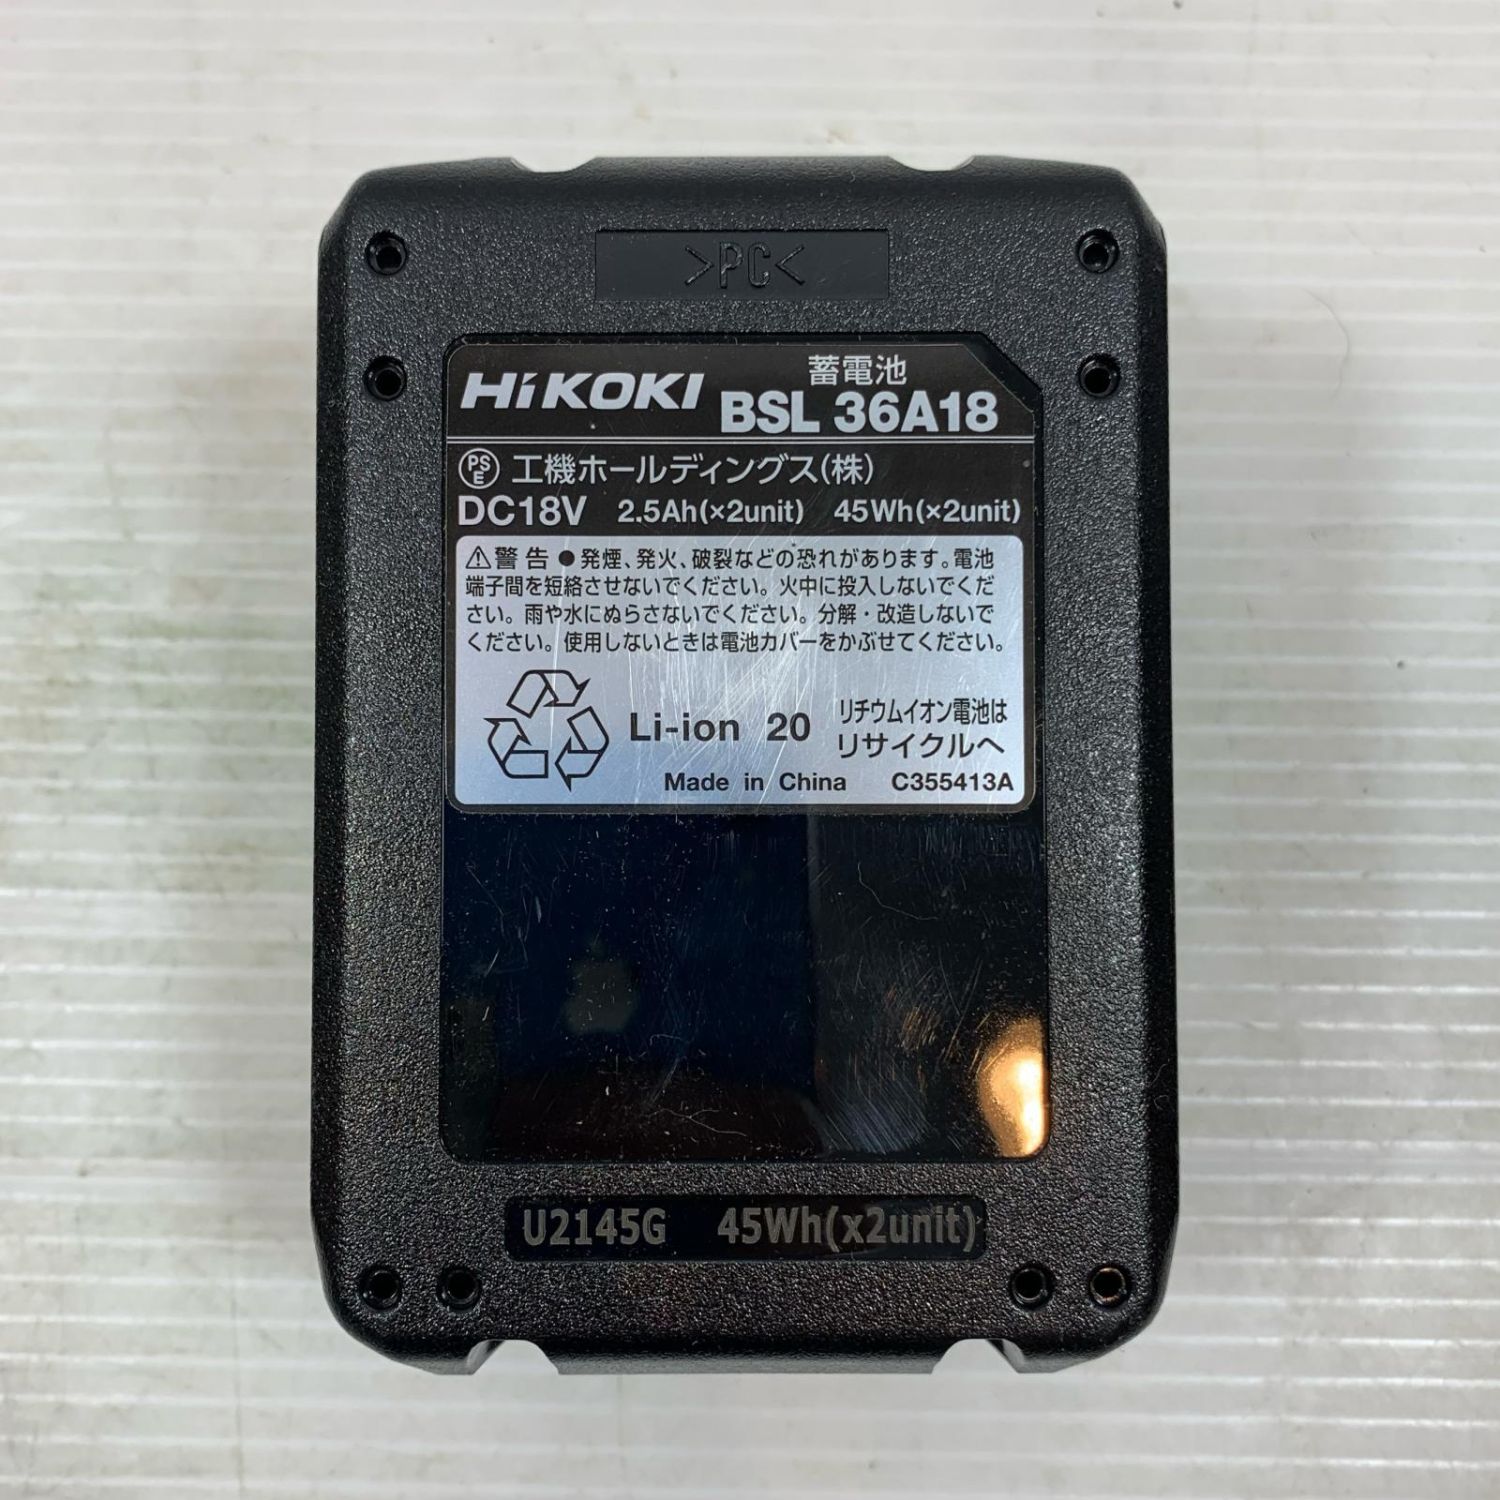 >PC<
HiKOKI 蓄電池 BSL 36A18
PSE 工機ホールディングス(株)
DC18V 2.5Ah(×2unit) 45Wh(×2unit)
⚠警告 ●発煙、発火、破裂などの恐れがあります。電池
端子間を短絡させないでください。火中に投入しないでくだ
さい。雨や水にぬらさないでください。分解・改造しないで
ください。使用しないときは電池カバーをかぶせてください。
Li-ion 20 リチウムイオン電池は
リサイクルへ
Made in China C355413A
U2145G 45Wh(x2unit)